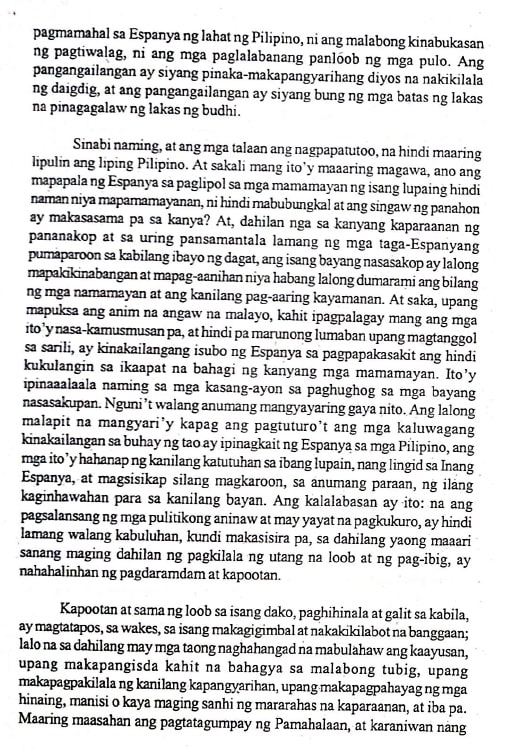 pagmamahal sa Espanya ng lahat ng Pilipino, ni ang malabong kinabukasan
ng pagtiwalag, ni ang mga paglalabanang panloob ng mga pulo. Ang
pangangailangan ay siyang pinaka-makapangyarihang diyos na nakikilala
ng daigdig, at ang pangangailangan ay siyang bung ng mga batas ng lakas
na pinagagalaw ng lakas ng budhi.
Sinabi naming, at ang mga talaan ang nagpapatutoo, na hindi maaring
lipulin ang liping Pilipino. At sakali mang ito'y maaaring magawa, ano ang
mapapala ng Espanya sa paglipol sa mga mamamayan ng isang lupaing hindi
naman niya mapamamayanan, ni hindi mabubungkal at ang singaw ng panahon
ay makasasama pa sa kanya? At, dahilan nga sa kanyang kaparaanan ng
pananakop at sa uring pansamantala lamang ng mga taga-Espanyang
pumaparoon sa kabilang ibayo ng dagat, ang isang bayang nasasakop ay lalong
mapakikinabangan at mapag-aanihan niya habang lalong dumarami ang bilang
ng mga namamayan at ang kanilang pag-aaring kayamanan. At saka, upang
mapuksa ang anim na angaw na malayo, kahit ipagpalagay mang ang mga
ito'y nasa-kamusmusan pa, at hindi pa marunong lumaban upang magtanggol
sa sarili, ay kinakailangang isubo ng Espanya sa pagpapakasakit ang hindi
kukulangin sa ikaapat na bahagi ng kanyang mga mamamayan. Ito'y
ipinaaalaala naming sa mga kasang-ayon sa paghughog sa mga bayang
nasasakupan. Nguni't walang anumang mangyayaring gaya nito. Ang lalong
malapit na mangyari'y kapag ang pagtuturo't ang mga kaluwagang
kinakailangan sa buhay ng tao ay ipinagkait ng Espanya sa mga Pilipino, ang
mga ito'y hahanap ng kanilang katutuhan sa ibang lupain, nang lingid sa Inang
Espanya, at magsisikap silang magkaroon, sa anumang paraan, ng ilang
kaginhawahan para sa kanilang bayan. Ang kalalabasan ay ito: na ang
pagsalansang ng mga pulitikong aninaw at may yayat na pagkukuro, ay hindi
lamang walang kabuluhan, kundi makasisira pa, sa dahilang yaong maaari
sanang maging dahilan ng pagkilala ng utang na loob at ng pag-ibig, ay
nahahalinhan ng pagdaramdam at kapootan.
Kapootan at sama ng loob sa isang dako, paghihinala at galit sa kabila,
ay magtatapos, sa wakes, sa isang makagigimbal at nakakikilabot na banggaan;
lalo na sa dahilang may mga taong naghahangad na mabulahaw ang kaayusan,
upang makapangisda kahit na bahagya sa malabong tubig, upang
makapagpakilala ng kanilang kapangyarihan, upang makapagpahayag ng mga
hinaing, manisi o kaya maging sanhi ng mararahas na kaparaanan, at iba pa.
Maaring maasahan ang pagtatagumpay ng Pamahalaan, at karaniwan nang